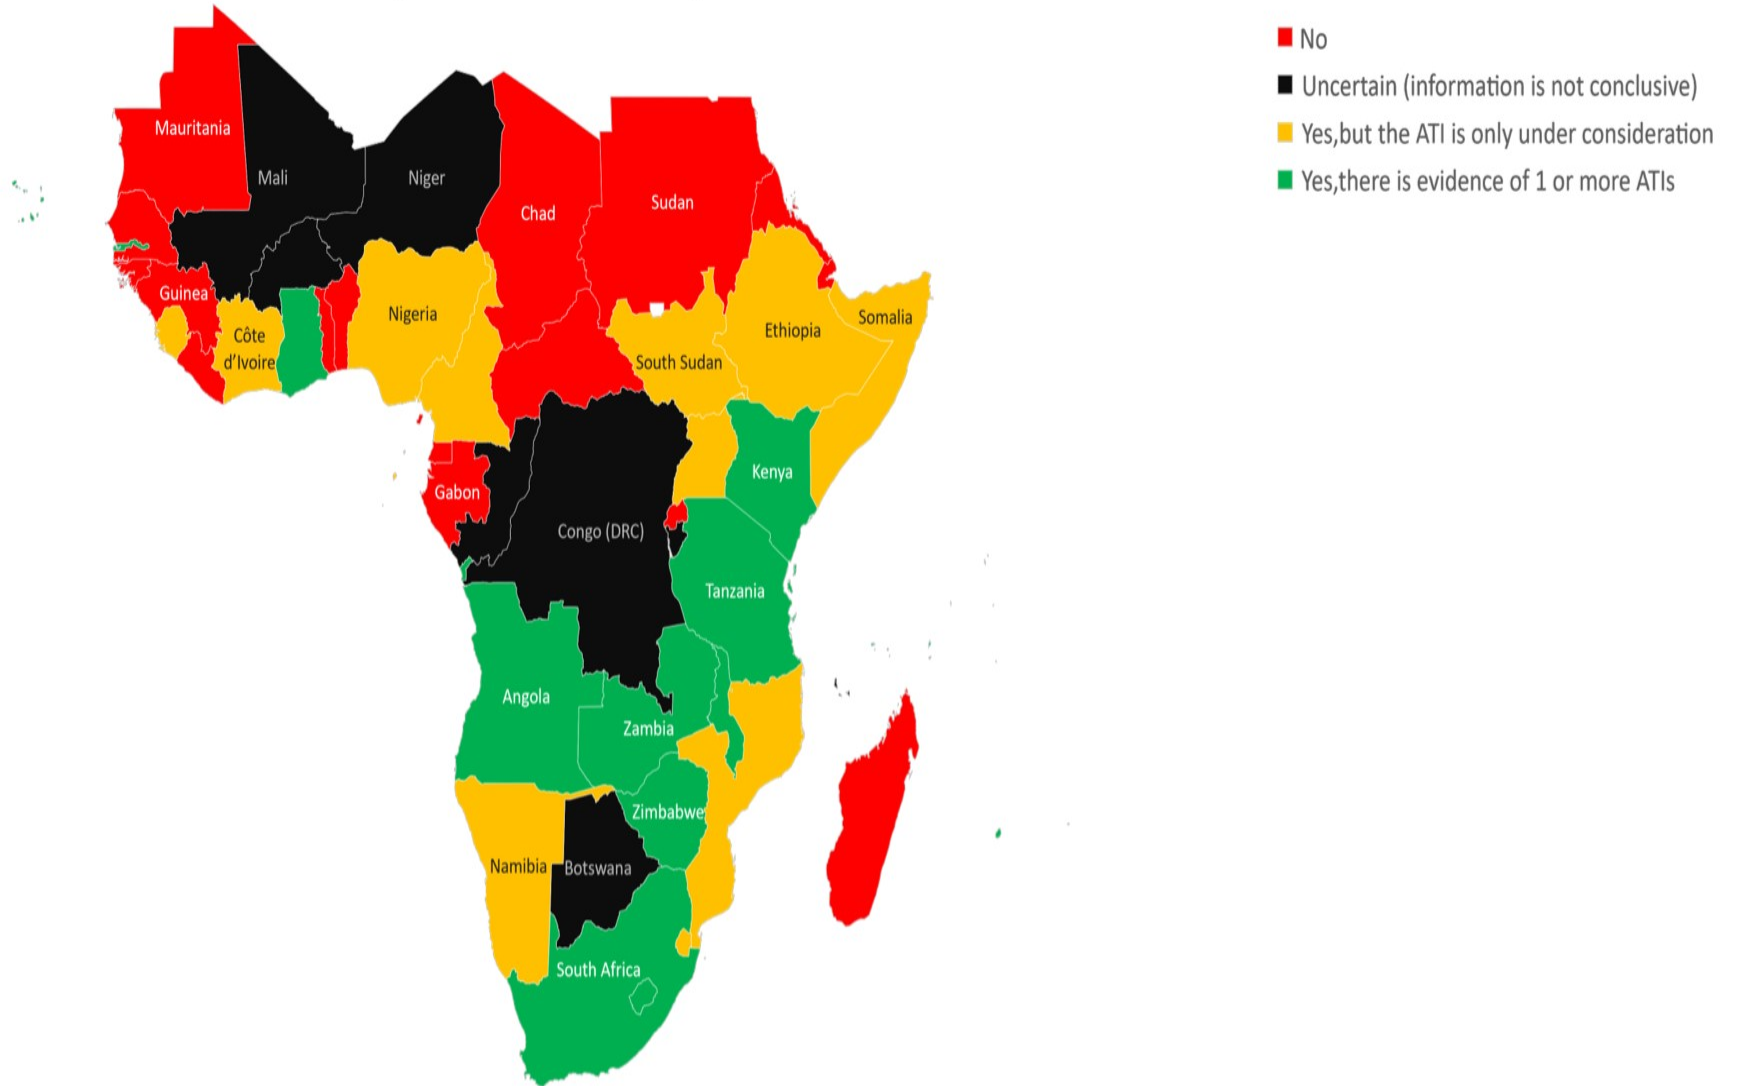 No
Uncertain (information is not conclusive)
Yes,but the ATI is only under consideration
Yes,there is evidence of 1 or more ATIs
Mauritania
Mali
Niger
Chad
Sudan
Guinea
Côte
d’Ivoire
Nigeria
South Sudan
Ethiopia
Somalia
Gabon
Congo (DRC)
Kenya
Tanzania
Angola
Zambia
Zimbabwe
Namibia
Botswana
South Africa